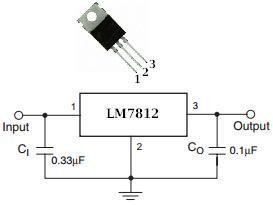 3
2
1
1
LM7812
3
Input
Output
2
CI
0.33µF
CO
0.1µF